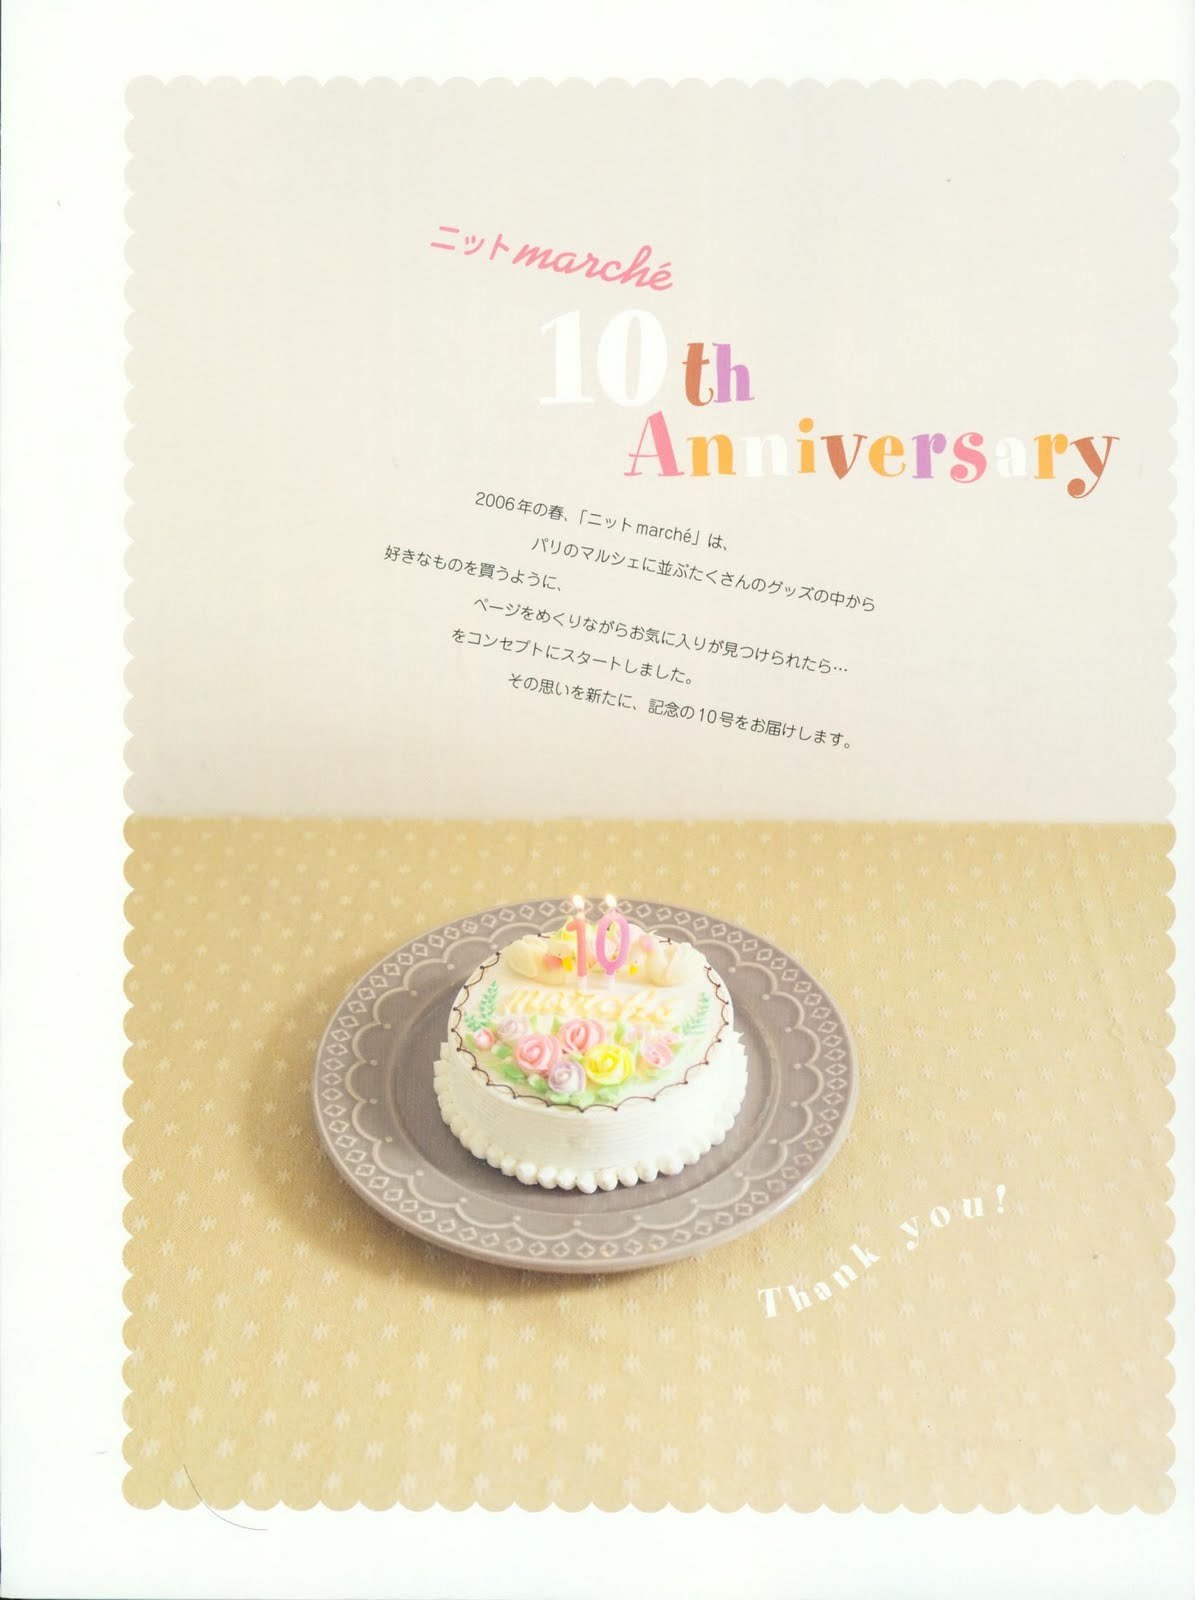 ニットmarché
10th
Anniversary
2006年の春、「ニットmarché」は、
パリのマルシェに並ぶたくさんのグッズの中から
好きなものを買うように、
ページをめくりながらお気に入りが見つけられたら…
をコンセプトにスタートしました。
その思いを新たに、記念の10号をお届けします。
10
marche
Thank you!